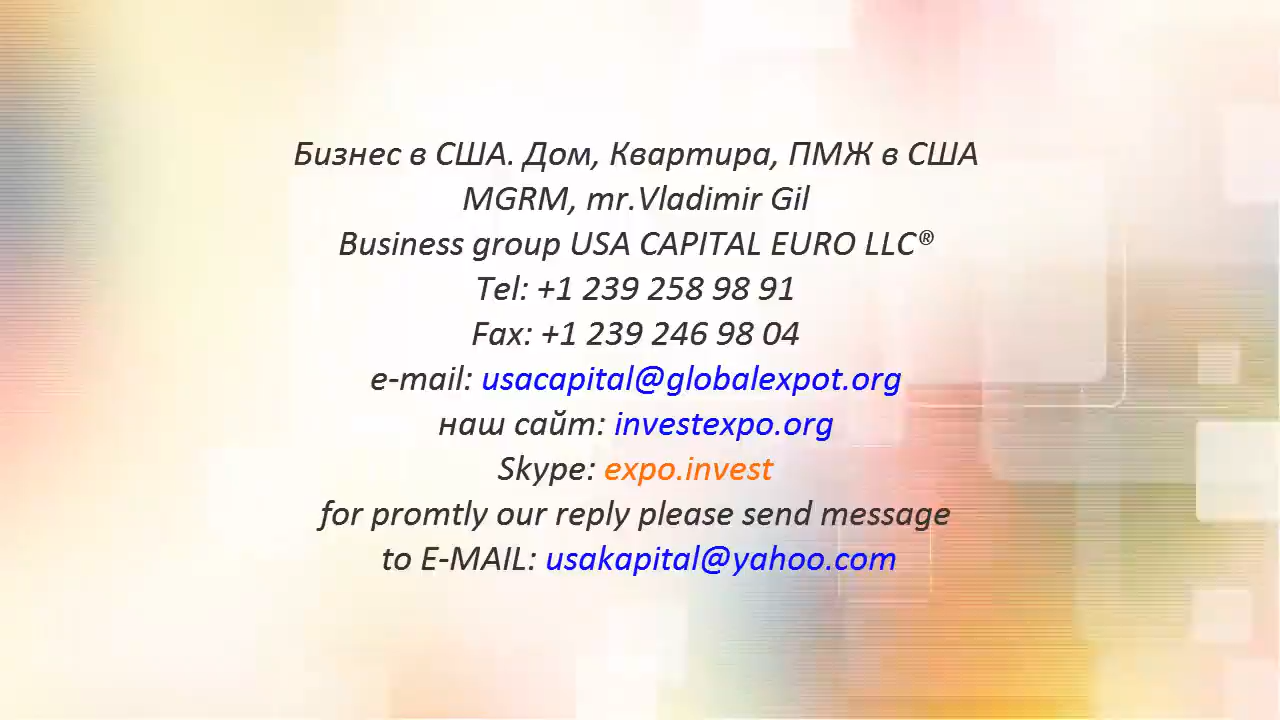 Бизнес в США. Дом, Квартира, ПМЖ в США
MGRM, mr.Vladimir Gil
Business group USA CAPITAL EURO LLC®
Tel: +1 239 258 98 91
Fax: +1 239 246 98 04
e-mail: usacapital@globalexpot.org
наш сайт: investexpo.org
Skype: expo.invest
for promtly our reply please send message
to E-MAIL: usakapital@yahoo.com